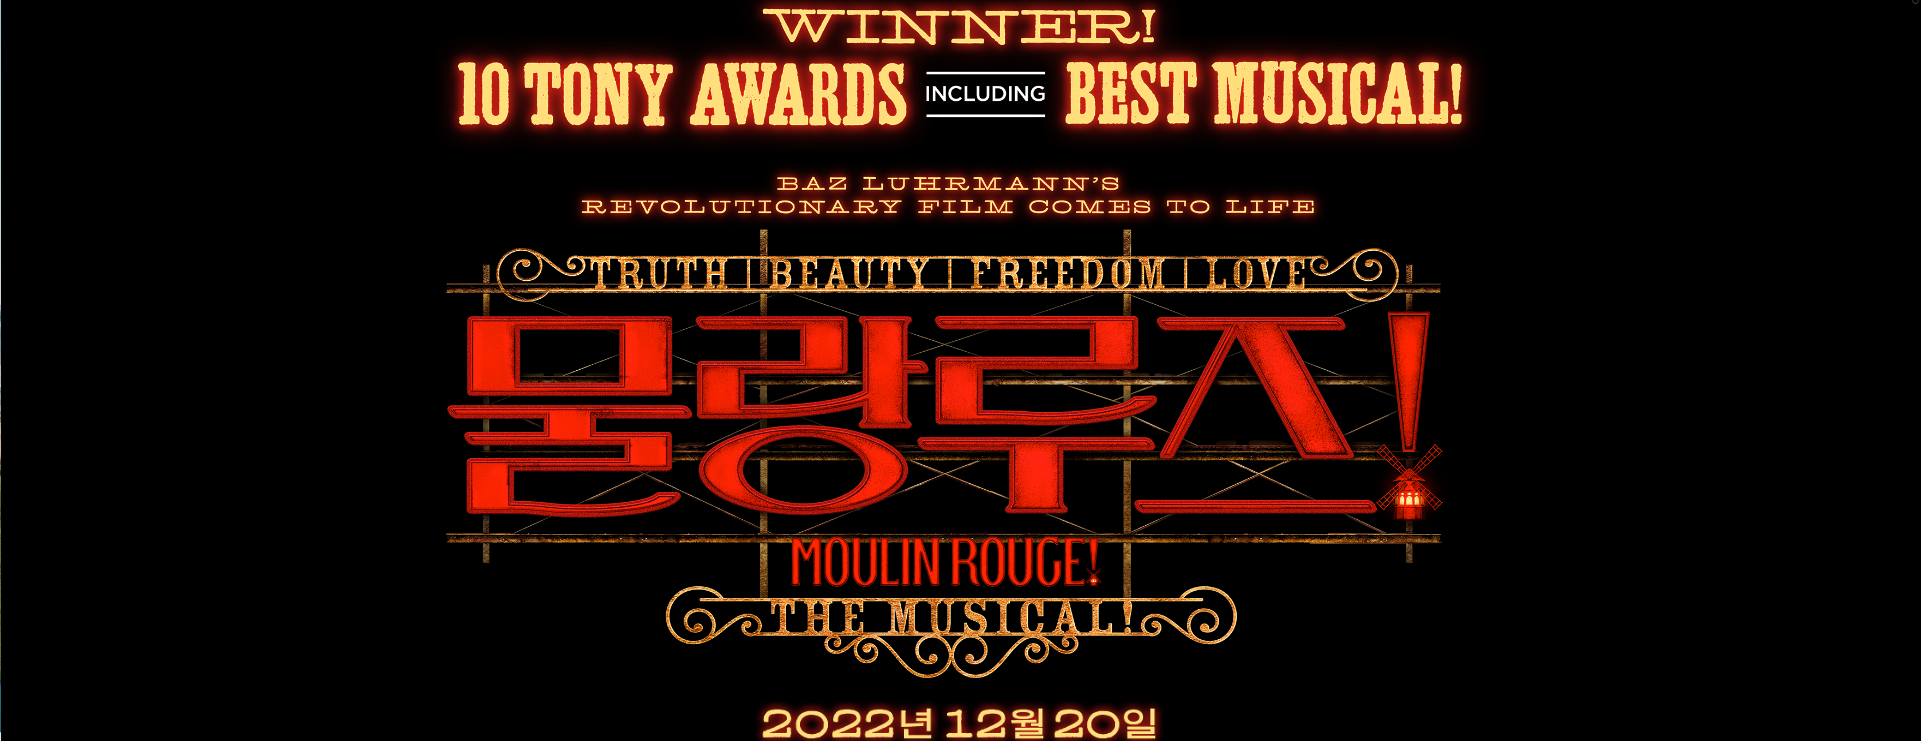 WINNER!
10 TONY AWARDS INCLUDING BEST MUSICAL!
BAZ LUHRMANN'S
REVOLUTIONARY FILM COMES TO LIFE
TRUTH | BEAUTY | FREEDOM | LOVE
물랑루즈!
MOULIN ROUGE!
THE MUSICAL!
2022년 12월 20일